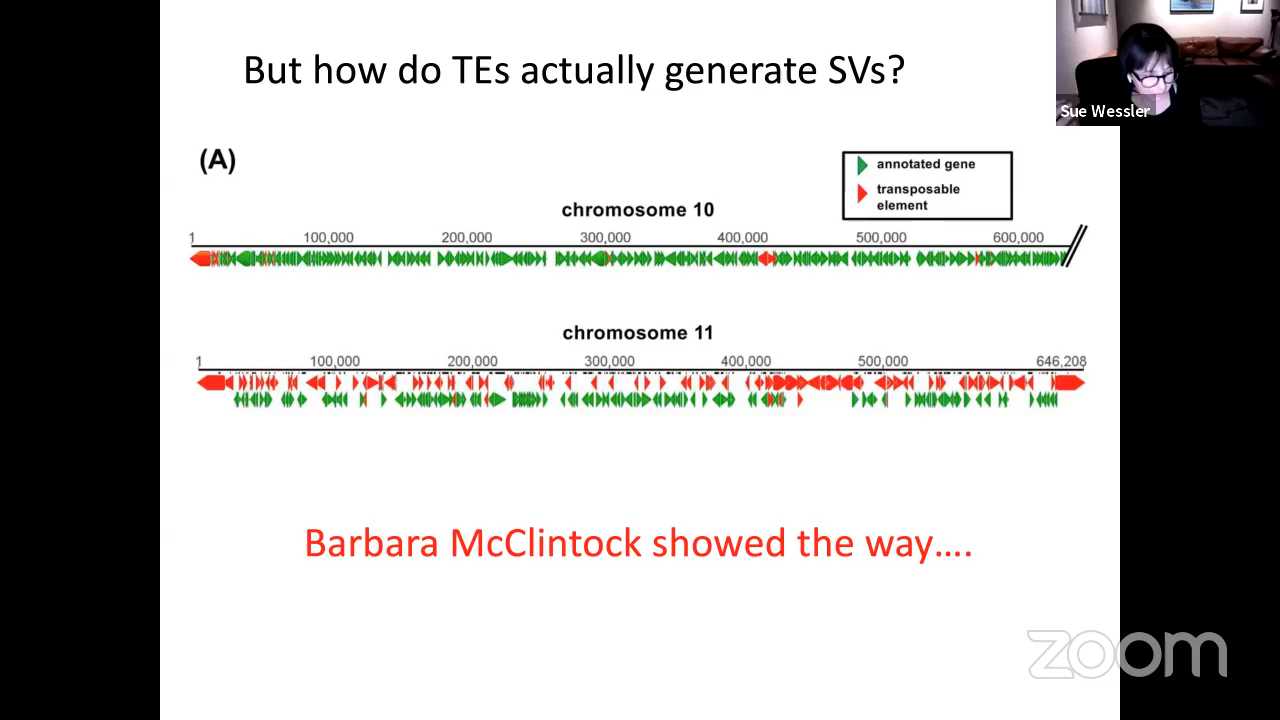 But how do TEs actually generate SVs?
Sue Wessler
(A)
annotated gene
transposable
element
chromosome 10
1 100,000 200,000 300,000 400,000 500,000 600,000
chromosome 11
1 100,000 200,000 300,000 400,000 500,000 646,208
Barbara McClintock showed the way....
zoom